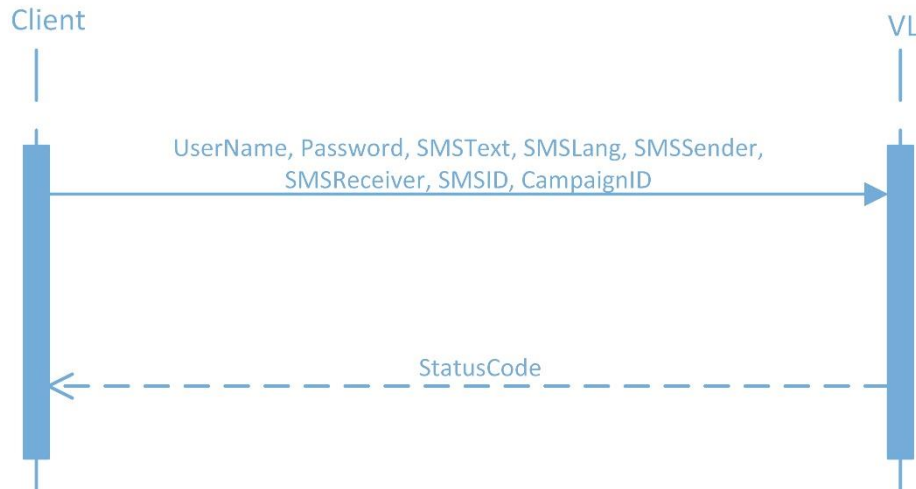 Client
VL
UserName, Password, SMSText, SMSLang, SMSSender,
SMSReceiver, SMSID, CampaignID
StatusCode